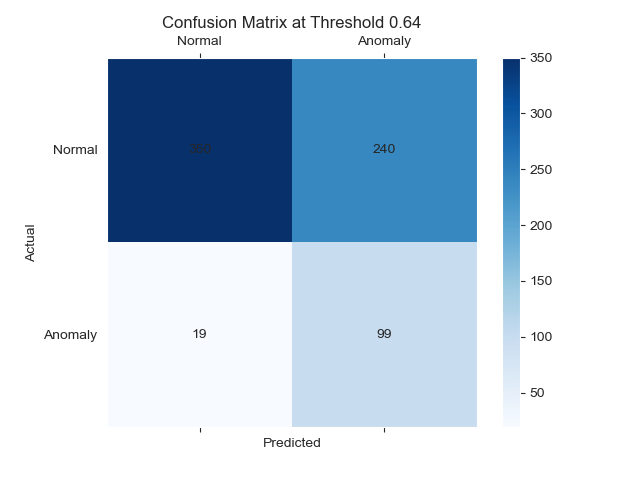 Confusion Matrix at Threshold 0.64
Normal Anomaly
350
Normal 240
300
250
Actual
200
150
Anomaly 19 99
100
50
Predicted